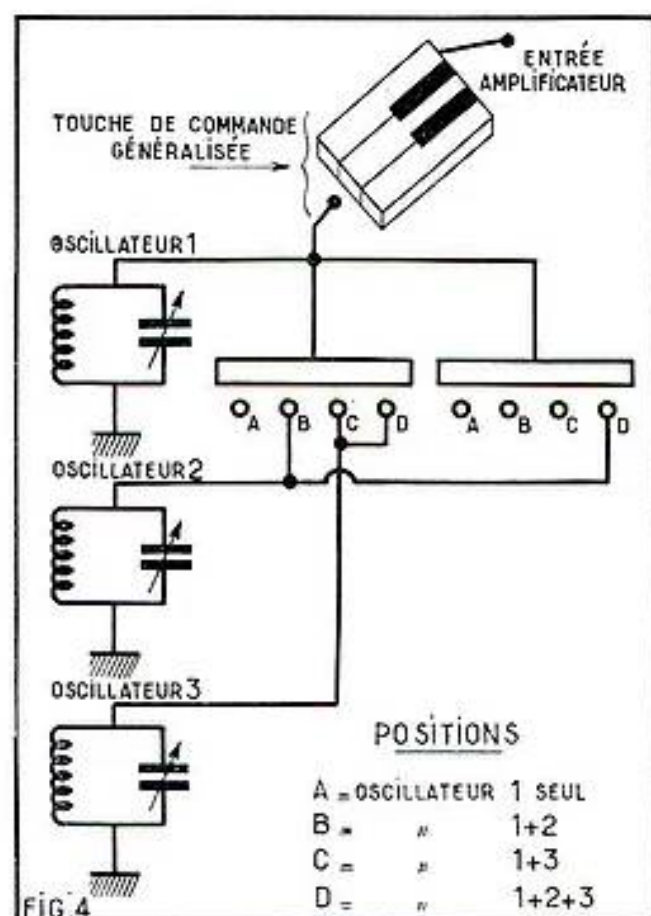 ENTRÉE
AMPLIFICATEUR
TOUCHE DE COMMANDE
GÉNÉRALISÉE
OSCILLATEUR 1
A B C D
A B C D
OSCILLATEUR 2
OSCILLATEUR 3
POSITIONS
A = OSCILLATEUR 1 SEUL
B = " 1+2
C = " 1+3
D = " 1+2+3
FIG 4